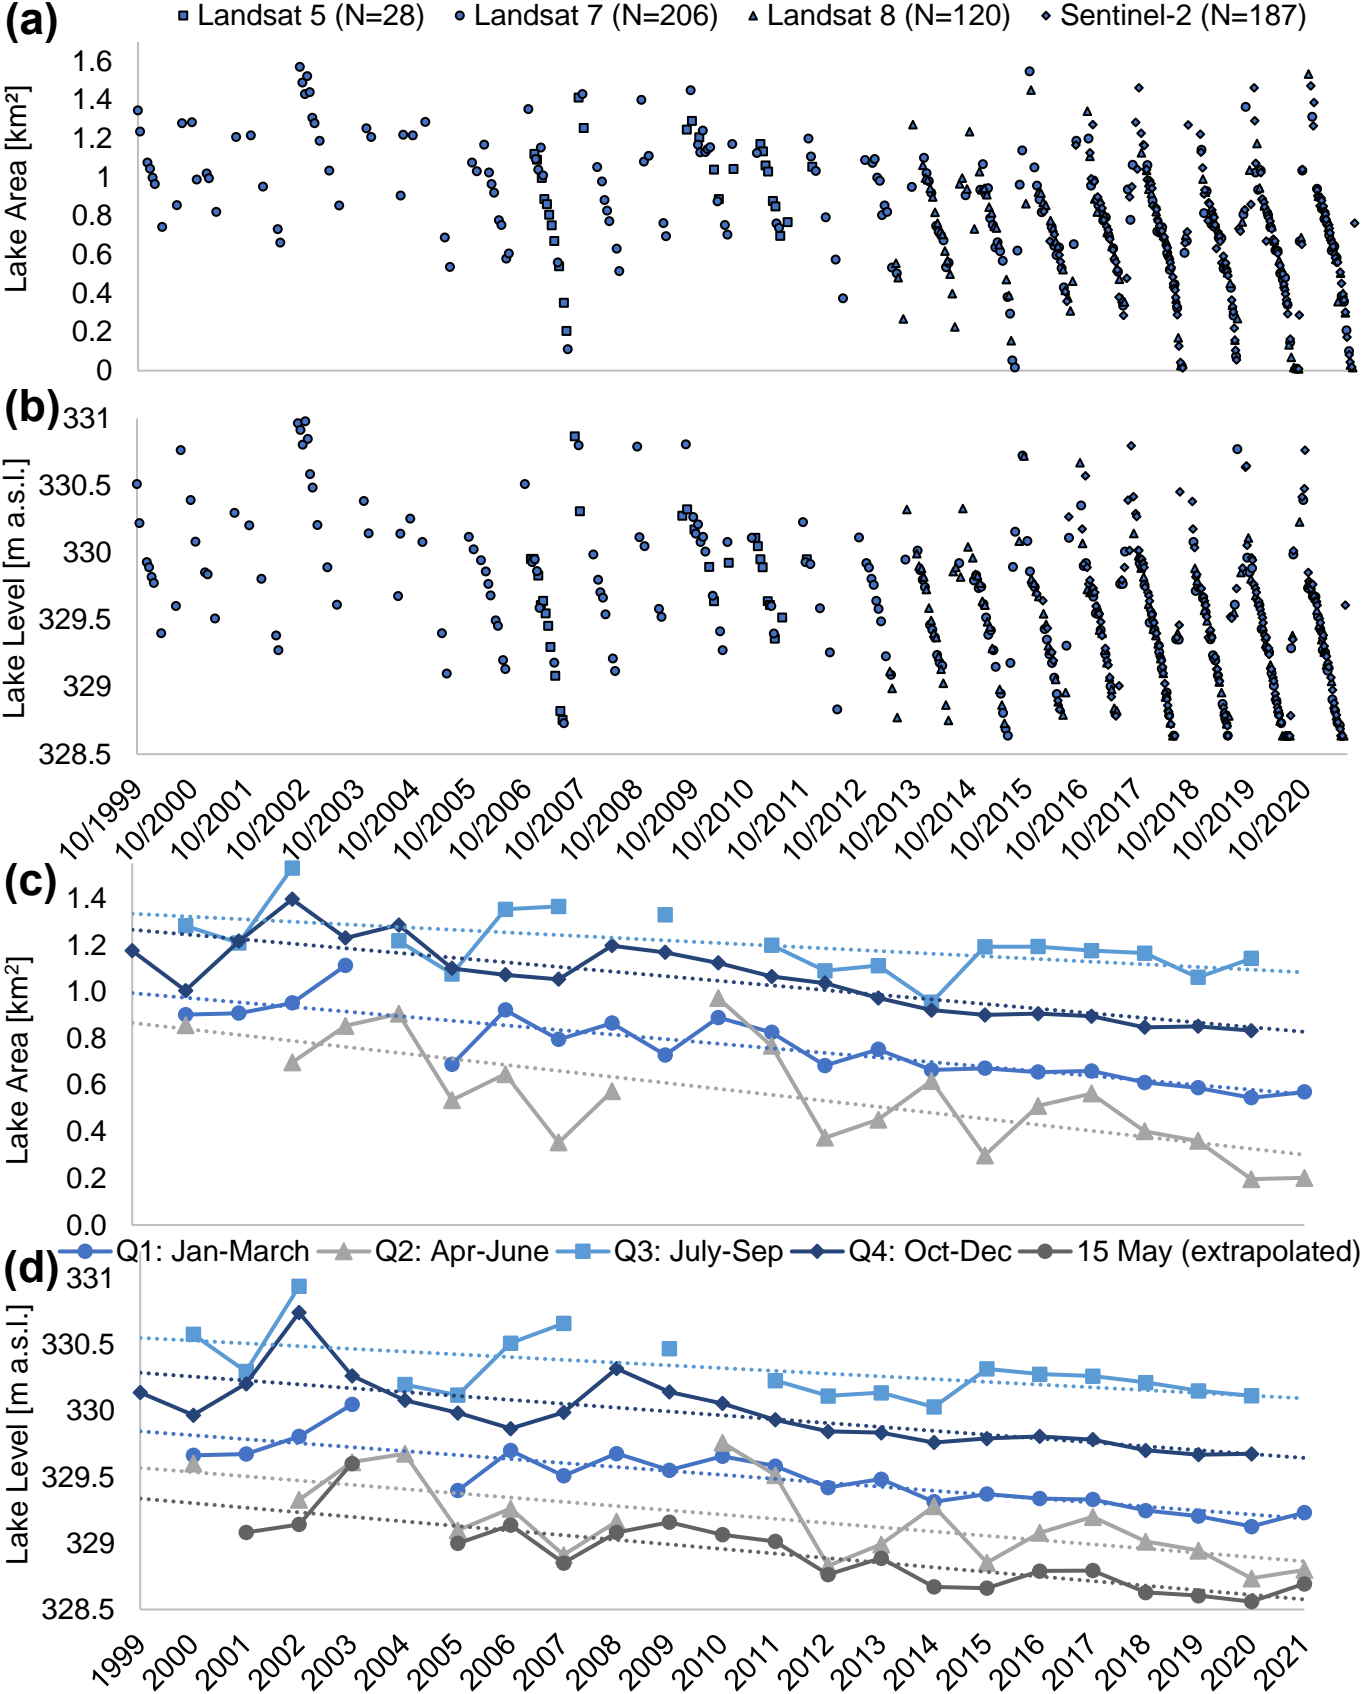 (a) Landsat 5 (N=28) Landsat 7 (N=206) Landsat 8 (N=120) Sentinel-2 (N=187)
Lake Area [km²]
1.6
1.4
1.2
1
0.8
0.6
0.4
0.2
0
(b)
Lake Level [m a.s.l.]
331
330.5
330
329.5
329
328.5
10/1999 10/2000 10/2001 10/2002 10/2003 10/2004 10/2005 10/2006 10/2007 10/2008 10/2009 10/2010 10/2011 10/2012 10/2013 10/2014 10/2015 10/2016 10/2017 10/2018 10/2019 10/2020
(c)
Lake Area [km²]
1.4
1.2
1.0
0.8
0.6
0.4
0.2
0.0
Q1: Jan-March Q2: Apr-June Q3: July-Sep Q4: Oct-Dec 15 May (extrapolated)
(d)
Lake Level [m a.s.l.]
331
330.5
330
329.5
329
328.5
1999 2000 2001 2002 2003 2004 2005 2006 2007 2008 2009 2010 2011 2012 2013 2014 2015 2016 2017 2018 2019 2020 2021